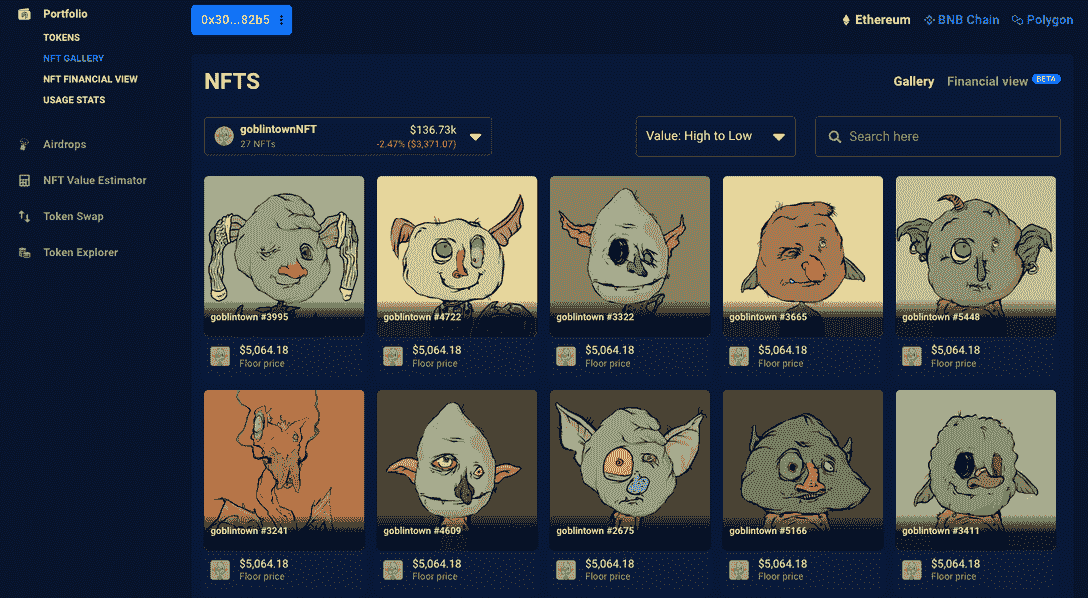 Portfolio
TOKENS
NFT GALLERY
NFT FINANCIAL VIEW
USAGE STATS
Airdrops
NFT Value Estimator
Token Swap
Token Explorer
0x30...82b5
Ethereum BNB Chain Polygon
NFTS
Gallery Financial view BETA
goblintownNFT $136.73k
27 NFTs -2.47% ($3,371.07)
Value: High to Low
Search here
goblintown #3995 goblintown #4722 goblintown #3322 goblintown #3665 goblintown #5448
$5,064.18 $5,064.18 $5,064.18 $5,064.18 $5,064.18
Floor price Floor price Floor price Floor price Floor price
goblintown #3241 goblintown #4609 goblintown #2675 goblintown #5166 goblintown #3411
$5,064.18 $5,064.18 $5,064.18 $5,064.18 $5,064.18
Floor price Floor price Floor price Floor price Floor price